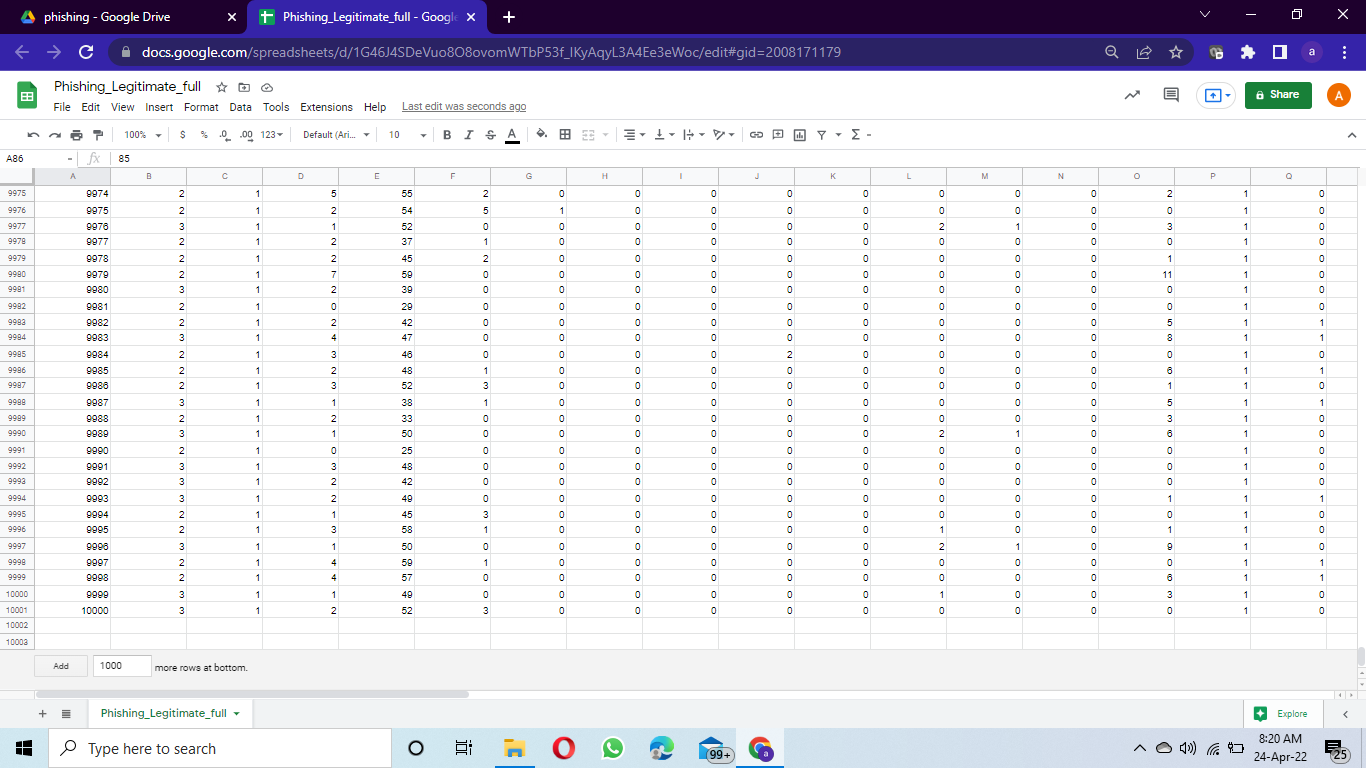 phishing - Google Drive Phishing_Legitimate_full - Google
docs.google.com/spreadsheets/d/1G46J4SDeVuo8O8ovomWTbP53f_IKyAqyL3A4Ee3eWoc/edit#gid=2008171179 a
Phishing_Legitimate_full
File Edit View Insert Format Data Tools Extensions Help Last edit was seconds ago Share A
100% $ % .0 .00 123 Default (Ari... 10 B I S A
A86 fx 85
A B C D E F G H I J K L M N O P Q
9975 9974 2 1 5 55 2 0 0 0 0 0 0 0 0 2 1 0
9976 9975 2 1 2 54 5 1 0 0 0 0 0 0 0 0 1 0
9977 9976 3 1 1 52 0 0 0 0 0 0 2 1 0 3 1 0
9978 9977 2 1 2 37 1 0 0 0 0 0 0 0 0 0 1 0
9979 9978 2 1 2 45 2 0 0 0 0 0 0 0 0 1 1 0
9980 9979 2 1 7 59 0 0 0 0 0 0 0 0 0 11 1 0
9981 9980 3 1 2 39 0 0 0 0 0 0 0 0 0 0 1 0
9982 9981 2 1 0 29 0 0 0 0 0 0 0 0 0 0 1 0
9983 9982 2 1 2 42 0 0 0 0 0 0 0 0 0 5 1 1
9984 9983 3 1 4 47 0 0 0 0 0 0 0 0 0 8 1 1
9985 9984 2 1 3 46 0 0 0 0 2 0 0 0 0 0 1 0
9986 9985 2 1 2 48 1 0 0 0 0 0 0 0 0 6 1 1
9987 9986 2 1 3 52 3 0 0 0 0 0 0 0 0 1 1 0
9988 9987 3 1 1 38 1 0 0 0 0 0 0 0 0 5 1 1
9989 9988 2 1 2 33 0 0 0 0 0 0 0 0 0 3 1 0
9990 9989 3 1 1 50 0 0 0 0 0 0 2 1 0 6 1 0
9991 9990 2 1 0 25 0 0 0 0 0 0 0 0 0 0 1 0
9992 9991 3 1 3 48 0 0 0 0 0 0 0 0 0 0 1 0
9993 9992 3 1 2 42 0 0 0 0 0 0 0 0 0 0 1 0
9994 9993 3 1 2 49 0 0 0 0 0 0 0 0 0 1 1 1
9995 9994 2 1 1 45 3 0 0 0 0 0 0 0 0 0 1 0
9996 9995 2 1 3 58 1 0 0 0 0 0 1 0 0 1 1 0
9997 9996 3 1 1 50 0 0 0 0 0 0 2 1 0 9 1 0
9998 9997 2 1 4 59 1 0 0 0 0 0 0 0 0 0 1 1
9999 9998 2 1 4 57 0 0 0 0 0 0 0 0 0 6 1 1
10000 9999 3 1 1 49 0 0 0 0 0 0 1 0 0 3 1 0
10001 10000 3 1 2 52 3 0 0 0 0 0 0 0 0 0 1 0
10002
10003
Add 1000 more rows at bottom.
Phishing_Legitimate_full Explore
Type here to search 99+ a 8:20 AM
24-Apr-22 25